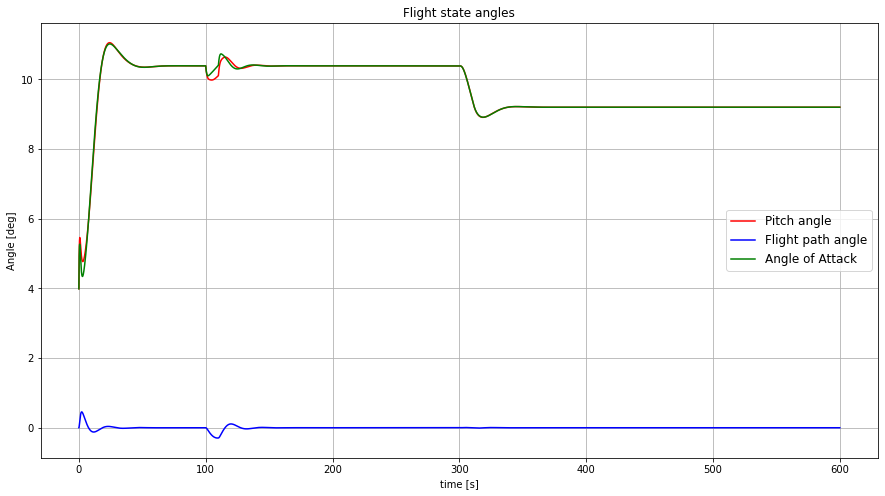 Flight state angles
Angle [deg]
10
8
6
4
2
0
Pitch angle
Flight path angle
Angle of Attack
0 100 200 300 400 500 600
time [s]